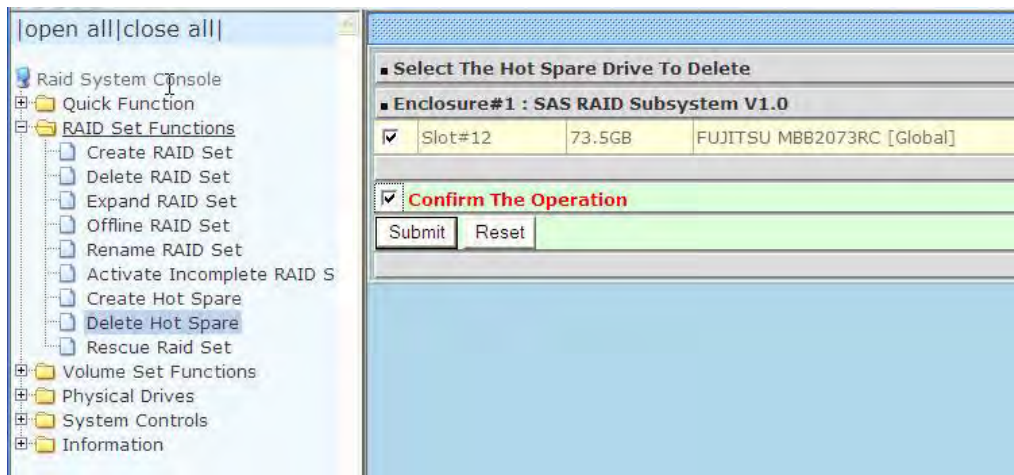 |open all|close all|
Raid System Console
Quick Function
RAID Set Functions
Create RAID Set
Delete RAID Set
Expand RAID Set
Offline RAID Set
Rename RAID Set
Activate Incomplete RAID S
Create Hot Spare
Delete Hot Spare
Rescue Raid Set
Volume Set Functions
Physical Drives
System Controls
Information
Select The Hot Spare Drive To Delete
Enclosure#1 : SAS RAID Subsystem V1.0
Slot#12 73.5GB FUJITSU MBB2073RC [Global]
Confirm The Operation
Submit Reset